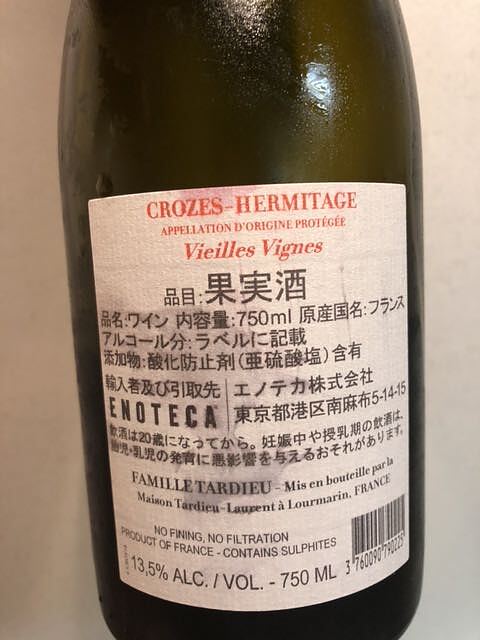 CROZES-HERMITAGE
APPELLATION D'ORIGINE PROTÉGÉE
Vieilles Vignes
品目:果実酒
品名:ワイン 内容量:750ml 原産国名:フランス
アルコール分:ラベルに記載
添加物:酸化防止剤(亜硫酸塩)含有
輸入者及び引取先 エノテカ株式会社
ENOTECA 東京都港区南麻布5-14-15
飲酒は20歳になってから。妊娠中や授乳期の飲酒は、
胎児・乳児の発育に悪影響を与えるおそれがあります。
FAMILLE TARDIEU - Mis en bouteille par la
Maison Tardieu-Laurent à Lourmarin, FRANCE
NO FINING, NO FILTRATION
PRODUCT OF FRANCE - CONTAINS SULPHITES
13,5% ALC. / VOL. - 750 ML
3 760090 790223